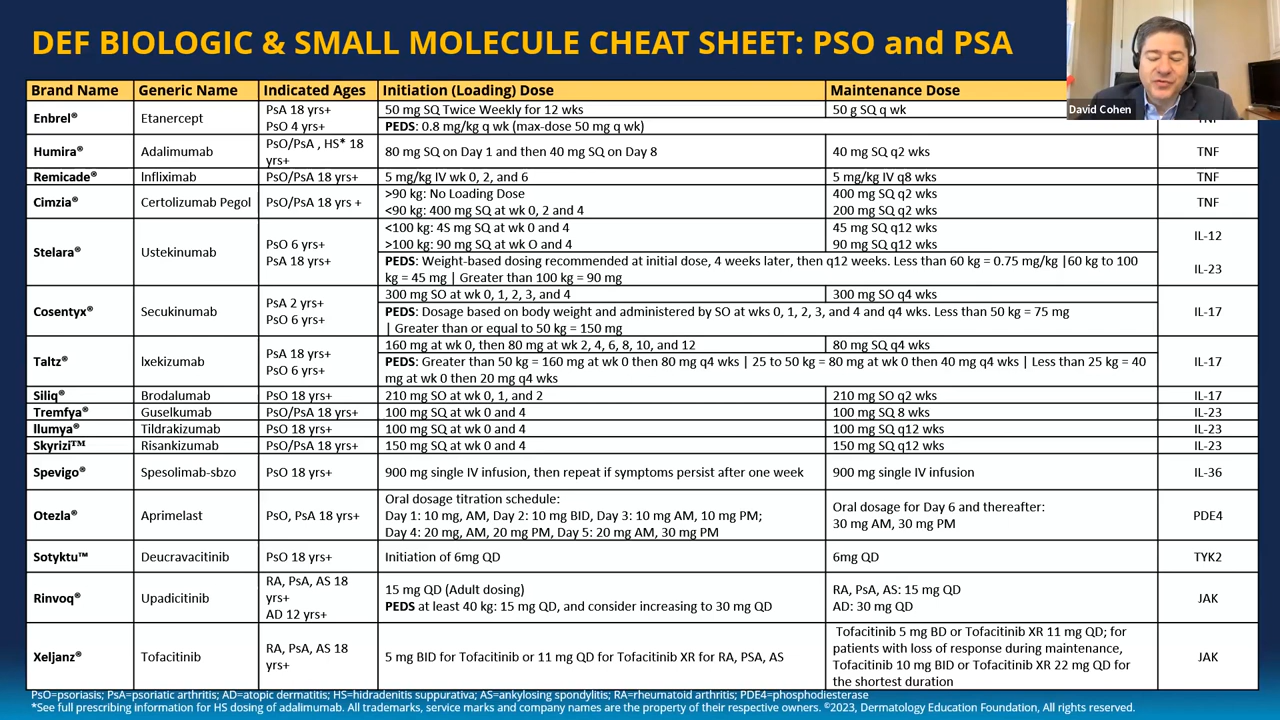 DEF BIOLOGIC & SMALL MOLECULE CHEAT SHEET: PSO and PSA
David Cohen
Brand Name Generic Name Indicated Ages Initiation (Loading) Dose Maintenance Dose
Enbrel® Etanercept PsA 18 yrs+ 50 mg SQ Twice Weekly for 12 wks 50 g SQ q wk
PsO 4 yrs+ PEDS: 0.8 mg/kg q wk (max-dose 50 mg q wk)
Humira® Adalimumab PsO/PsA , HS* 18 80 mg SQ on Day 1 and then 40 mg SQ on Day 8 40 mg SQ q2 wks TNF
yrs+
Remicade® Infliximab PsO/PsA 18 yrs+ 5 mg/kg IV wk 0, 2, and 6 5 mg/kg IV q8 wks TNF
Cimzia® Certolizumab Pegol PsO/PsA 18 yrs + >90 kg: No Loading Dose 400 mg SQ q2 wks TNF
<90 kg: 400 mg SQ at wk 0, 2 and 4 200 mg SQ q2 wks
Stelara® Ustekinumab PsO 6 yrs+ <100 kg: 4S mg SQ at wk 0 and 4 45 mg SQ q12 wks IL-12
PsA 18 yrs+ >100 kg: 90 mg SQ at wk O and 4 90 mg SQ q12 wks
PEDS: Weight-based dosing recommended at initial dose, 4 weeks later, then q12 weeks. Less than 60 kg = 0.75 mg/kg |60 kg to 100 IL-23
kg = 45 mg | Greater than 100 kg = 90 mg
Cosentyx® Secukinumab PsA 2 yrs+ 300 mg SO at wk 0, 1, 2, 3, and 4 300 mg SO q4 wks IL-17
PsO 6 yrs+ PEDS: Dosage based on body weight and administered by SO at wks 0, 1, 2, 3, and 4 and q4 wks. Less than 50 kg = 75 mg
| Greater than or equal to 50 kg = 150 mg
Taltz® Ixekizumab PsA 18 yrs+ 160 mg at wk 0, then 80 mg at wk 2, 4, 6, 8, 10, and 12 80 mg SQ q4 wks IL-17
PsO 6 yrs+ PEDS: Greater than 50 kg = 160 mg at wk 0 then 80 mg q4 wks | 25 to 50 kg = 80 mg at wk 0 then 40 mg q4 wks | Less than 25 kg = 40
mg at wk 0 then 20 mg q4 wks
Siliq® Brodalumab PsO 18 yrs+ 210 mg SO at wk 0, 1, and 2 210 mg SO q2 wks IL-17
Tremfya® Guselkumab PsO/PsA 18 yrs+ 100 mg SQ at wk 0 and 4 100 mg SQ 8 wks IL-23
Ilumya® Tildrakizumab PsO 18 yrs+ 100 mg SQ at wk 0 and 4 100 mg SQ q12 wks IL-23
Skyrizi™ Risankizumab PsO/PsA 18 yrs+ 150 mg SQ at wk 0 and 4 150 mg SQ q12 wks IL-23
Spevigo® Spesolimab-sbzo PsO 18 yrs+ 900 mg single IV infusion, then repeat if symptoms persist after one week 900 mg single IV infusion IL-36
Otezla® Aprimelast PsO, PsA 18 yrs+ Oral dosage titration schedule: Oral dosage for Day 6 and thereafter: PDE4
Day 1: 10 mg, AM, Day 2: 10 mg BID, Day 3: 10 mg AM, 10 mg PM; 30 mg AM, 30 mg PM
Day 4: 20 mg, AM, 20 mg PM, Day 5: 20 mg AM, 30 mg PM
Sotyktu™ Deucravacitinib PsO 18 yrs+ Initiation of 6mg QD 6mg QD TYK2
Rinvoq® Upadicitinib RA, PsA, AS 18 15 mg QD (Adult dosing) RA, PsA, AS: 15 mg QD JAK
yrs+ PEDS at least 40 kg: 15 mg QD, and consider increasing to 30 mg QD AD: 30 mg QD
AD 12 yrs+
Xeljanz® Tofacitinib RA, PsA, AS 18 5 mg BID for Tofacitinib or 11 mg QD for Tofacitinib XR for RA, PSA, AS Tofacitinib 5 mg BD or Tofacitinib XR 11 mg QD; for JAK
yrs+ patients with loss of response during maintenance,
Tofacitinib 10 mg BID or Tofacitinib XR 22 mg QD for
the shortest duration
PsO=psoriasis; PsA=psoriatic arthritis; AD=atopic dermatitis; HS=hidradenitis suppurativa; AS=ankylosing spondylitis; RA=rheumatoid arthritis; PDE4=phosphodiesterase
*See full prescribing information for HS dosing of adalimumab. All trademarks, service marks and company names are the property of their respective owners. ©2023, Dermatology Education Foundation, All rights reserved.